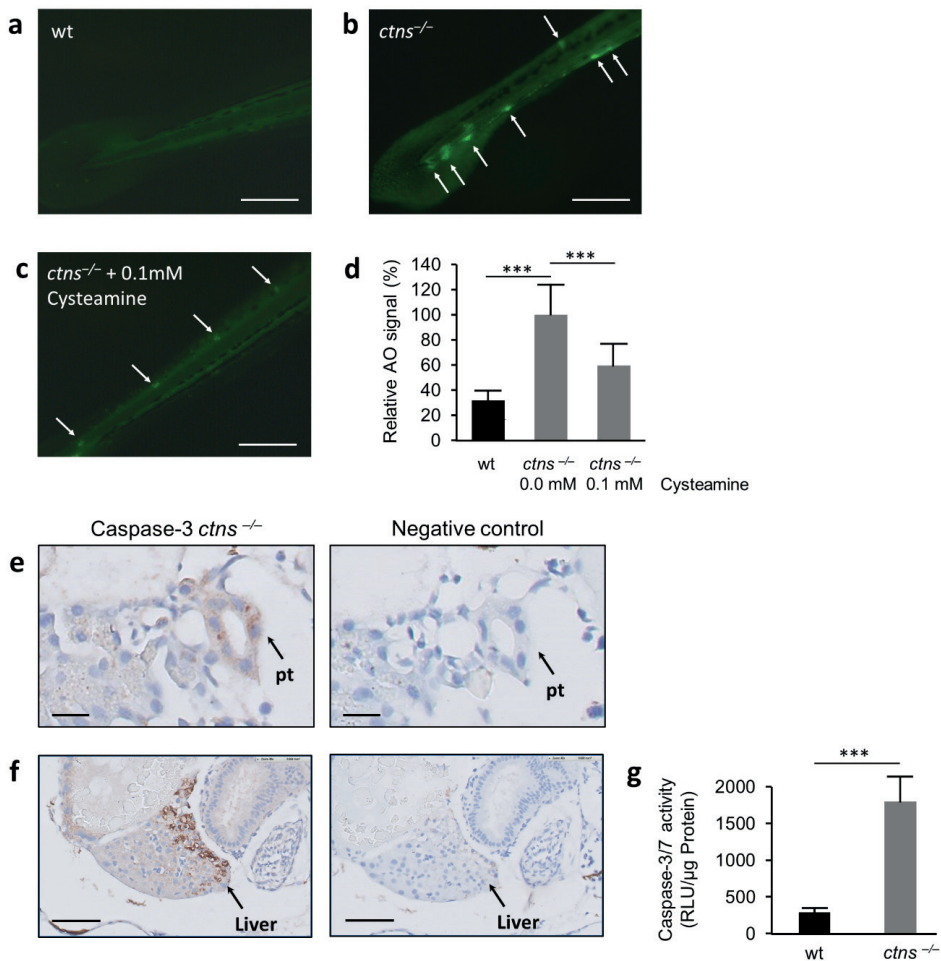 a
wt
b
ctns–/–
c
ctns–/– + 0.1mM
Cysteamine
d
Relative AO signal (%)
140
120
100
80
60
40
20
0
***
***
wt
ctns –/–
0.0 mM
ctns –/–
0.1 mM
Cysteamine
Caspase-3 ctns –/–
Negative control
e
pt
pt
f
Liver
Liver
g
Caspase-3/7 activity
(RLU/µg Protein)
2000
1500
1000
500
0
***
wt
ctns –/–